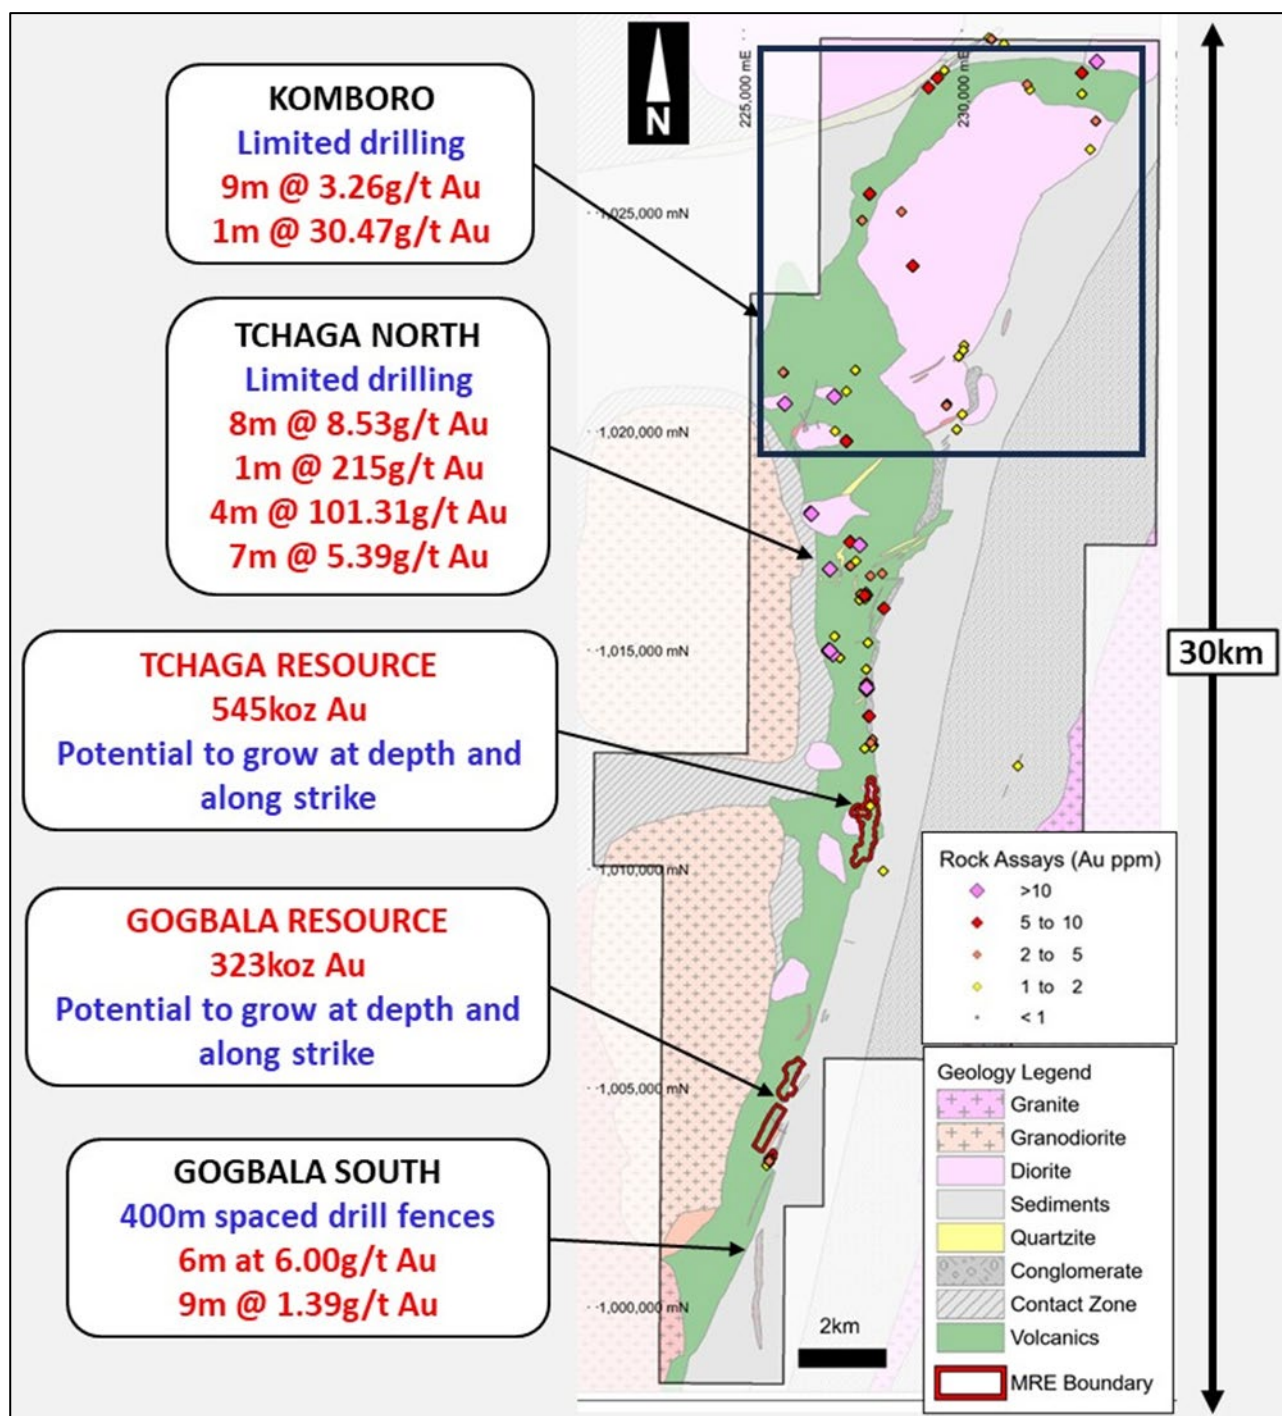 KOMBORO
Limited drilling
9m @ 3.26g/t Au
1m @ 30.47g/t Au
TCHAGA NORTH
Limited drilling
8m @ 8.53g/t Au
1m @ 215g/t Au
4m @ 101.31g/t Au
7m @ 5.39g/t Au
TCHAGA RESOURCE
545koz Au
Potential to grow at depth and
along strike
GOGBALA RESOURCE
323koz Au
Potential to grow at depth and
along strike
GOGBALA SOUTH
400m spaced drill fences
6m at 6.00g/t Au
9m @ 1.39g/t Au
N
225,000 mE
230,000 mE
1,025,000 mN
1,020,000 mN
1,015,000 mN
1,010,000 mN
1,005,000 mN
1,000,000 mN
30km
2km
Rock Assays (Au ppm)
>10
5 to 10
2 to 5
1 to 2
< 1
Geology Legend
Granite
Granodiorite
Diorite
Sediments
Quartzite
Conglomerate
Contact Zone
Volcanics
MRE Boundary